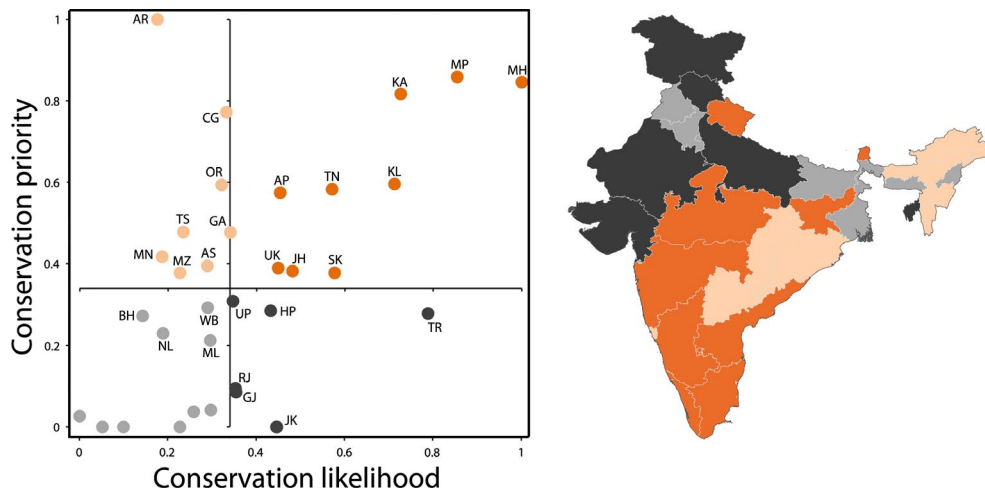 Conservation priority
1
0.8
0.6
0.4
0.2
0
AR
MP
MH
KA
CG
OR
AP
TN
KL
TS
GA
MN
MZ
AS
UK
JH
SK
BH
WB
UP
HP
TR
NL
ML
RJ
GJ
JK
0 0.2 0.4 0.6 0.8 1
Conservation likelihood